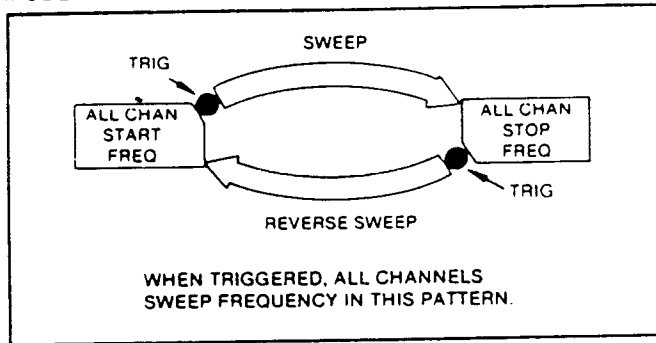 SWEEP
TRIG
ALL CHAN
START
FREQ
ALL CHAN
STOP
FREQ
TRIG
REVERSE SWEEP
WHEN TRIGGERED, ALL CHANNELS
SWEEP FREQUENCY IN THIS PATTERN.